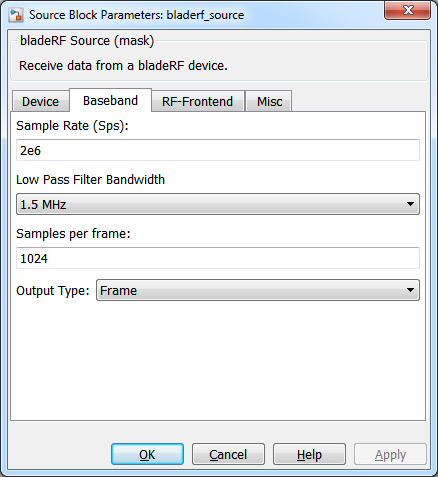 Source Block Parameters: bladerf_source
bladeRF Source (mask)
Receive data from a bladeRF device.
Device Baseband RF-Frontend Misc
Sample Rate (Sps):
2e6
Low Pass Filter Bandwidth
1.5 MHz
Samples per frame:
1024
Output Type: Frame
OK Cancel Help Apply